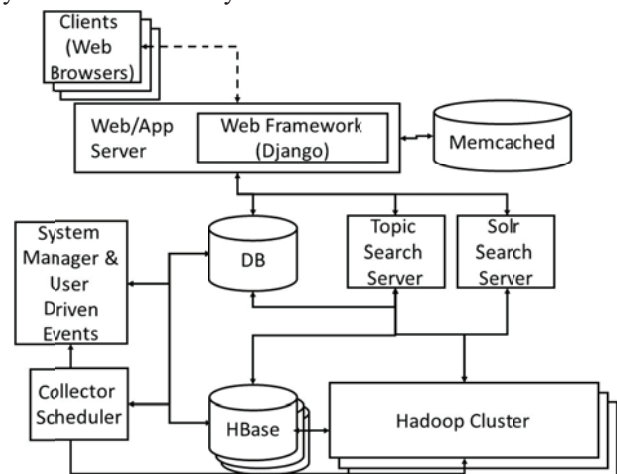 Clients
(Web
Browsers)
Web/App
Server
Web Framework
(Django)
Memcached
System
Manager &
User
Driven
Events
DB
Topic
Search
Server
Solr
Search
Server
Collector
Scheduler
HBase
Hadoop Cluster